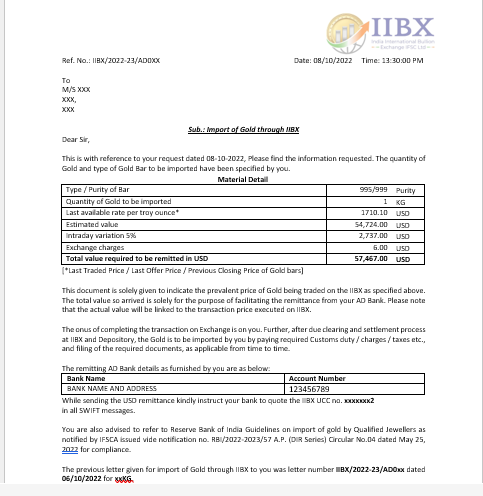 IIBX
India International Bullion
Exchange IFSC Ltd
Ref. No.: IIBX/2022-23/AD0XX Date: 08/10/2022 Time: 13:30:00 PM
To
M/S XXX
XXX,
XXX
Sub.: Import of Gold through IIBX
Dear Sir,
This is with reference to your request dated 08-10-2022, Please find the information requested. The quantity
of Gold and type of Gold Bar to be imported have been specified by you.
Material Detail
Type / Purity of Bar 995/999 Purity
Quantity of Gold to be imported 1 KG
Last available rate per troy ounce* 1710.10 USD
Estimated value 54,724.00 USD
Intraday variation 5% 2,737.00 USD
Exchange charges 6.00 USD
Total value required to be remitted in USD 57,467.00 USD
[*Last Traded Price / Last Offer Price / Previous Closing Price of Gold bars]
This document is solely given to indicate the prevalent price of Gold being traded on the IIBX as specified above.
The total value so arrived is solely for the purpose of facilitating the remittance from your AD Bank. Please note
that the actual value will be linked to the transaction price executed on IIBX.
The onus of completing the transaction on Exchange is on you. Further, after due clearing and settlement process
at IIBX and Depository, the Gold is to be imported by you by paying required Customs duty / charges / taxes etc.,
and filing of the required documents, as applicable from time to time.
The remitting AD Bank details as furnished by you are as below:
Bank Name Account Number
BANK NAME AND ADDRESS 123456789
While sending the USD remittance kindly instruct your bank to quote the IIBX UCC no. xxxxxxx2
in all SWIFT messages.
You are also advised to refer to Reserve Bank of India Guidelines on import of gold by Qualified Jewellers as
notified by IFSCA issued vide notification no. RBI/2022-2023/57 A.P. (DIR Series) Circular No.04 dated May 25,
2022 for compliance.
The previous letter given for import of Gold through IIBX to you was letter number IIBX/2022-23/AD0xx dated
06/10/2022 for xxKG.